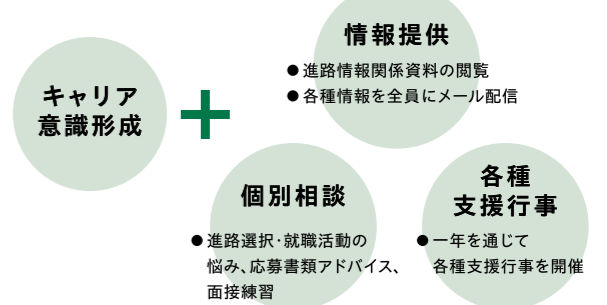 キャリア
意識形成
+
情報提供
●進路情報関係資料の閲覧
●各種情報を全員にメール配信
個別相談
●進路選択・就職活動の
悩み、応募書類アドバイス、
面接練習
各種
支援行事
●一年を通じて
各種支援行事を開催